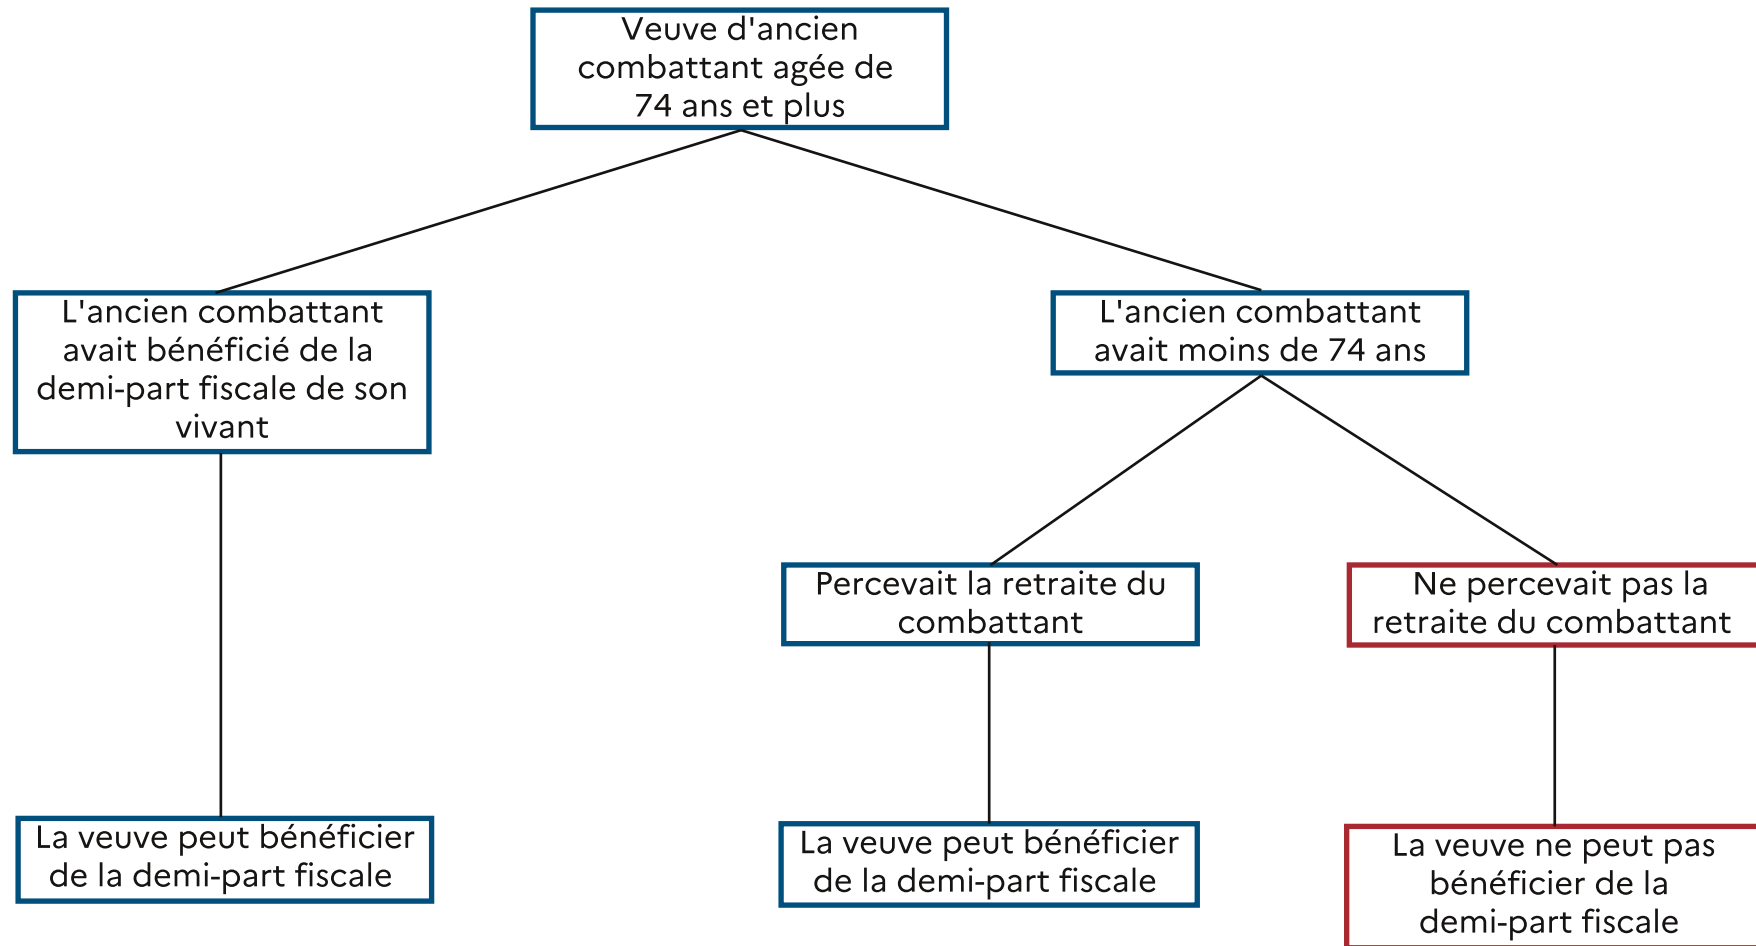 Veuve d'ancien
combattant agée de
74 ans et plus
L'ancien combattant
avait bénéficié de la
demi-part fiscale de son
vivant
L'ancien combattant
avait moins de 74 ans
Percevait la retraite du
combattant
Ne percevait pas la
retraite du combattant
La veuve peut bénéficier
de la demi-part fiscale
La veuve peut bénéficier
de la demi-part fiscale
La veuve ne peut pas
bénéficier de la
demi-part fiscale